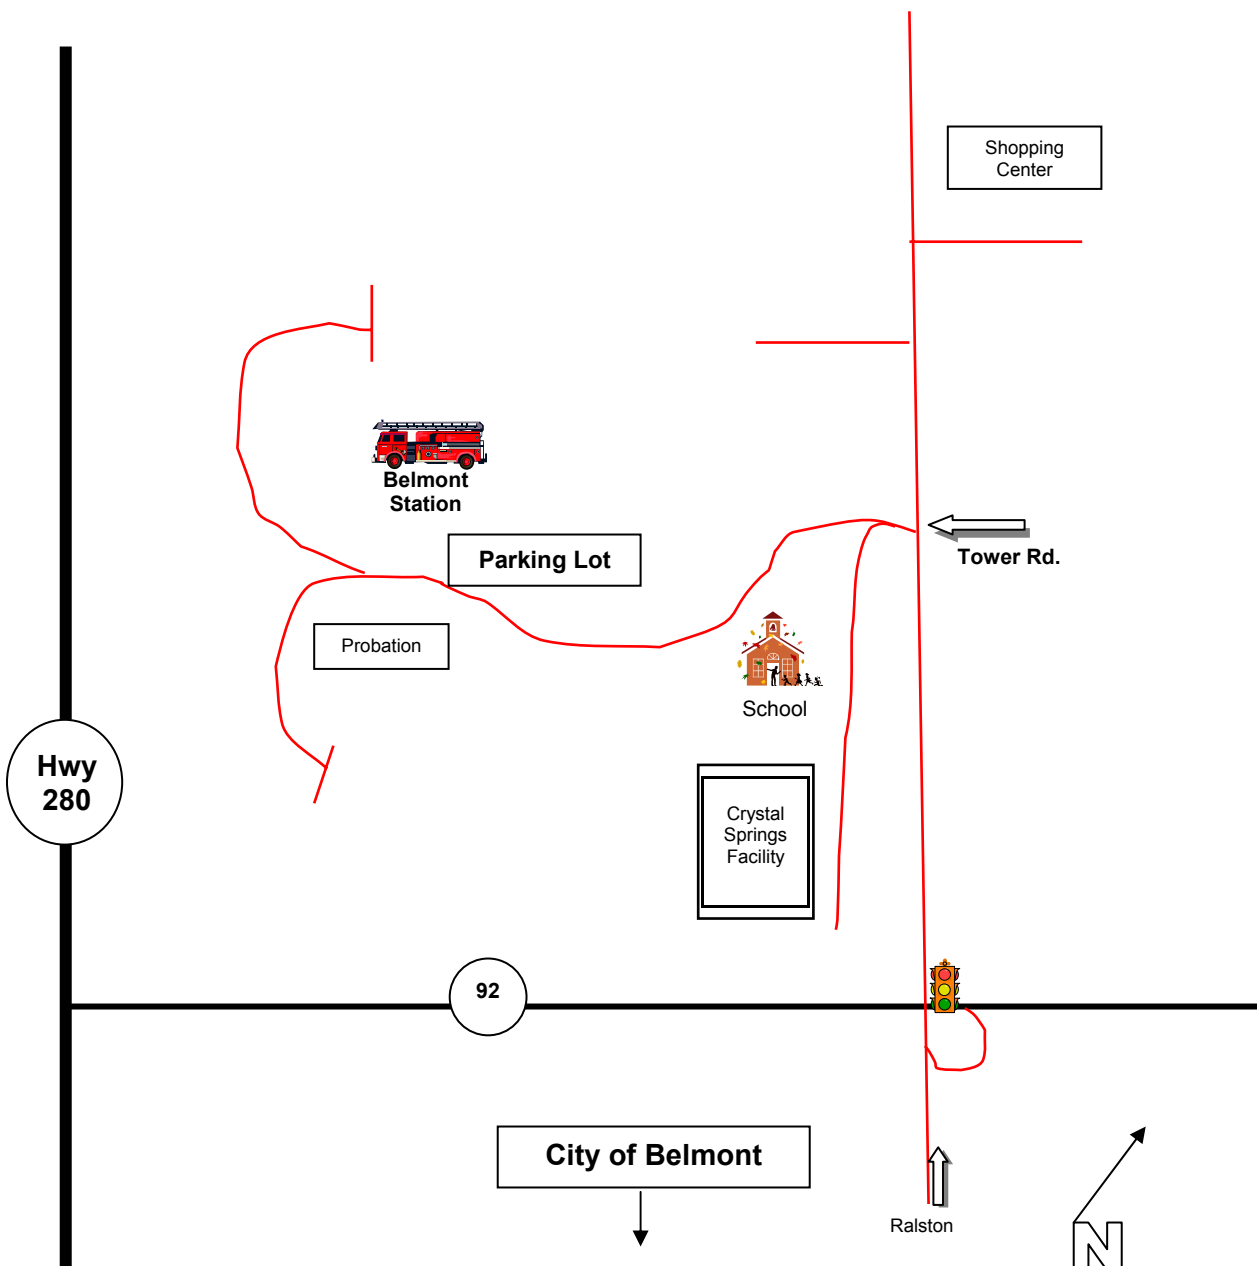 Shopping
Center
Belmont
Station
Parking Lot
Tower Rd.
Probation
School
Hwy
280
Crystal
Springs
Facility
92
City of Belmont
Ralston
N